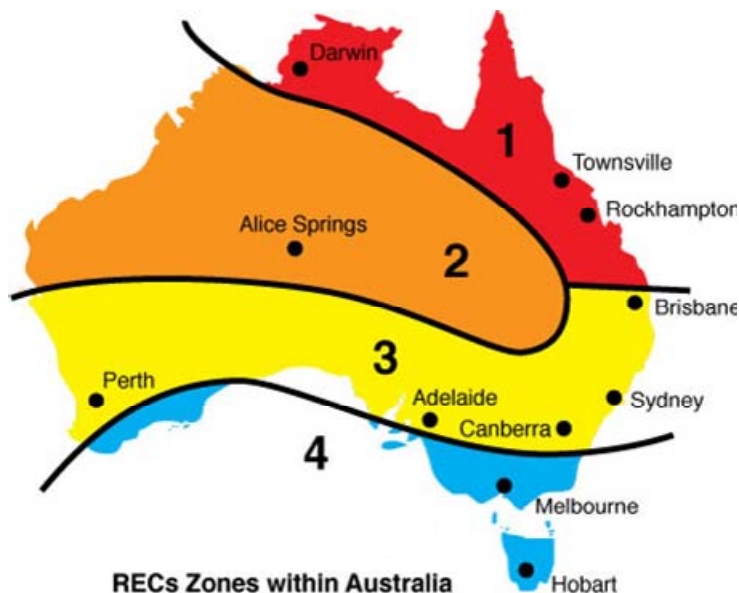 Darwin
1
Townsville
Rockhampton
Alice Springs
2
Brisbane
3
Perth
Adelaide
Sydney
Canberra
4
Melbourne
RECs Zones within Australia
Hobart